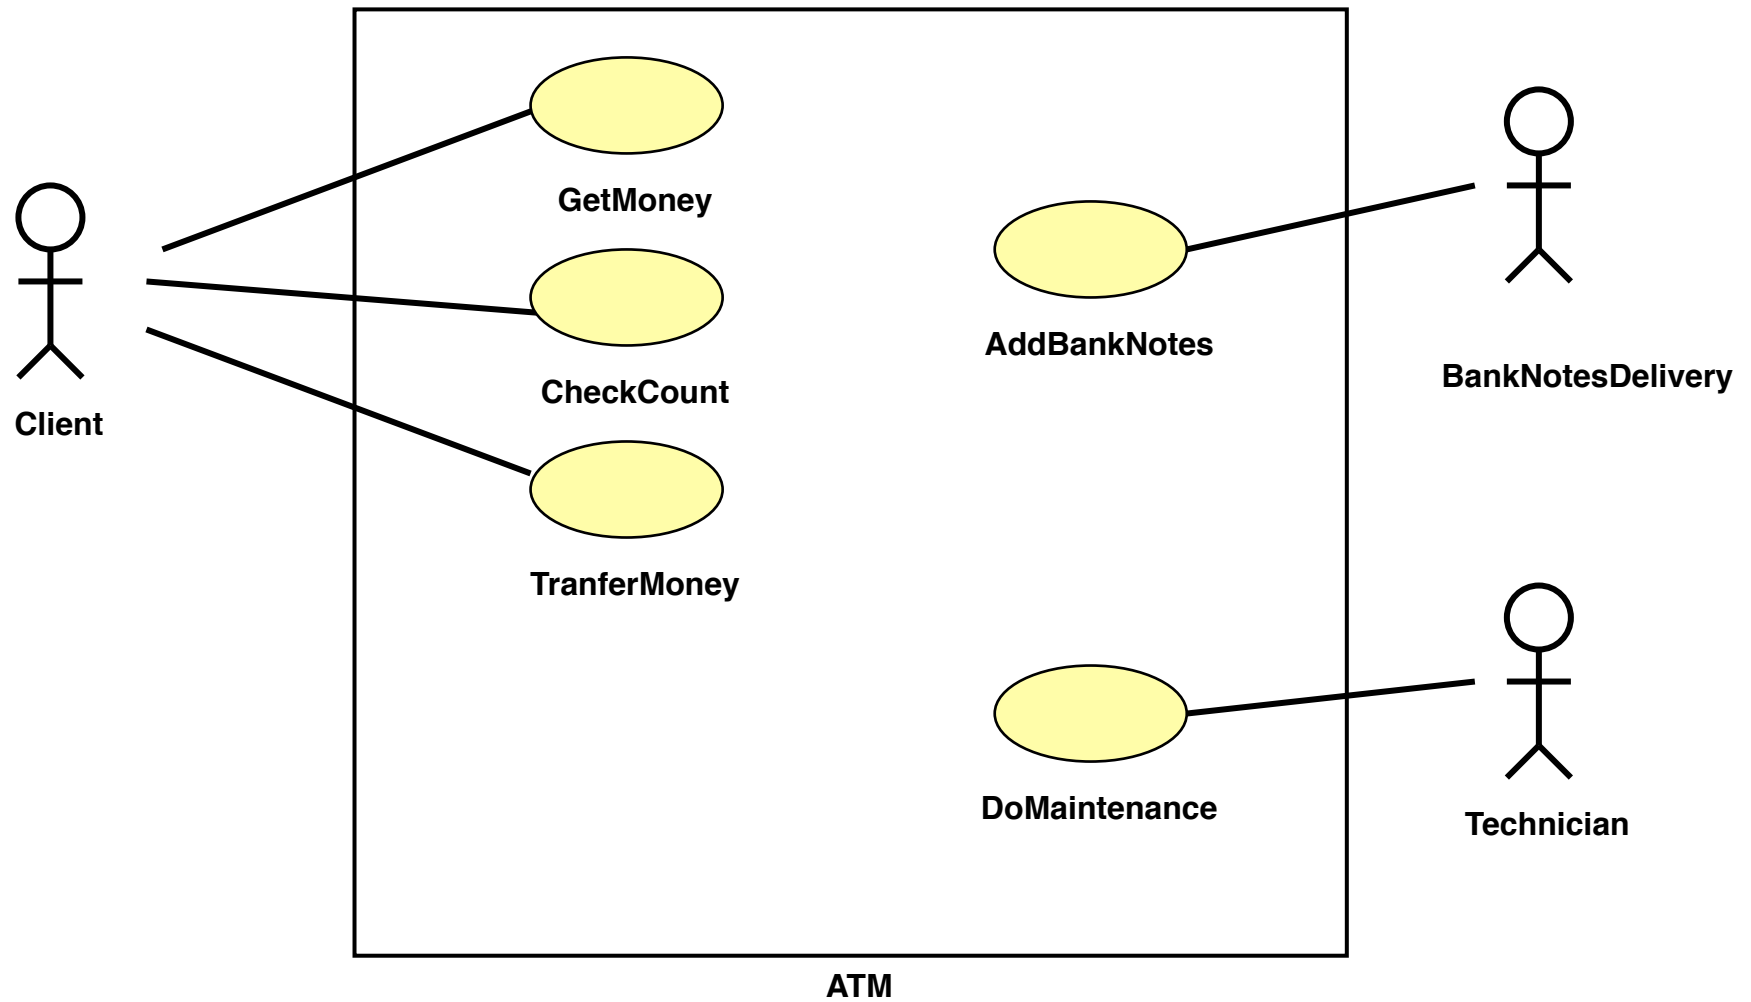 GetMoney
AddBankNotes
BankNotesDelivery
CheckCount
Client
TranferMoney
DoMaintenance
Technician
ATM